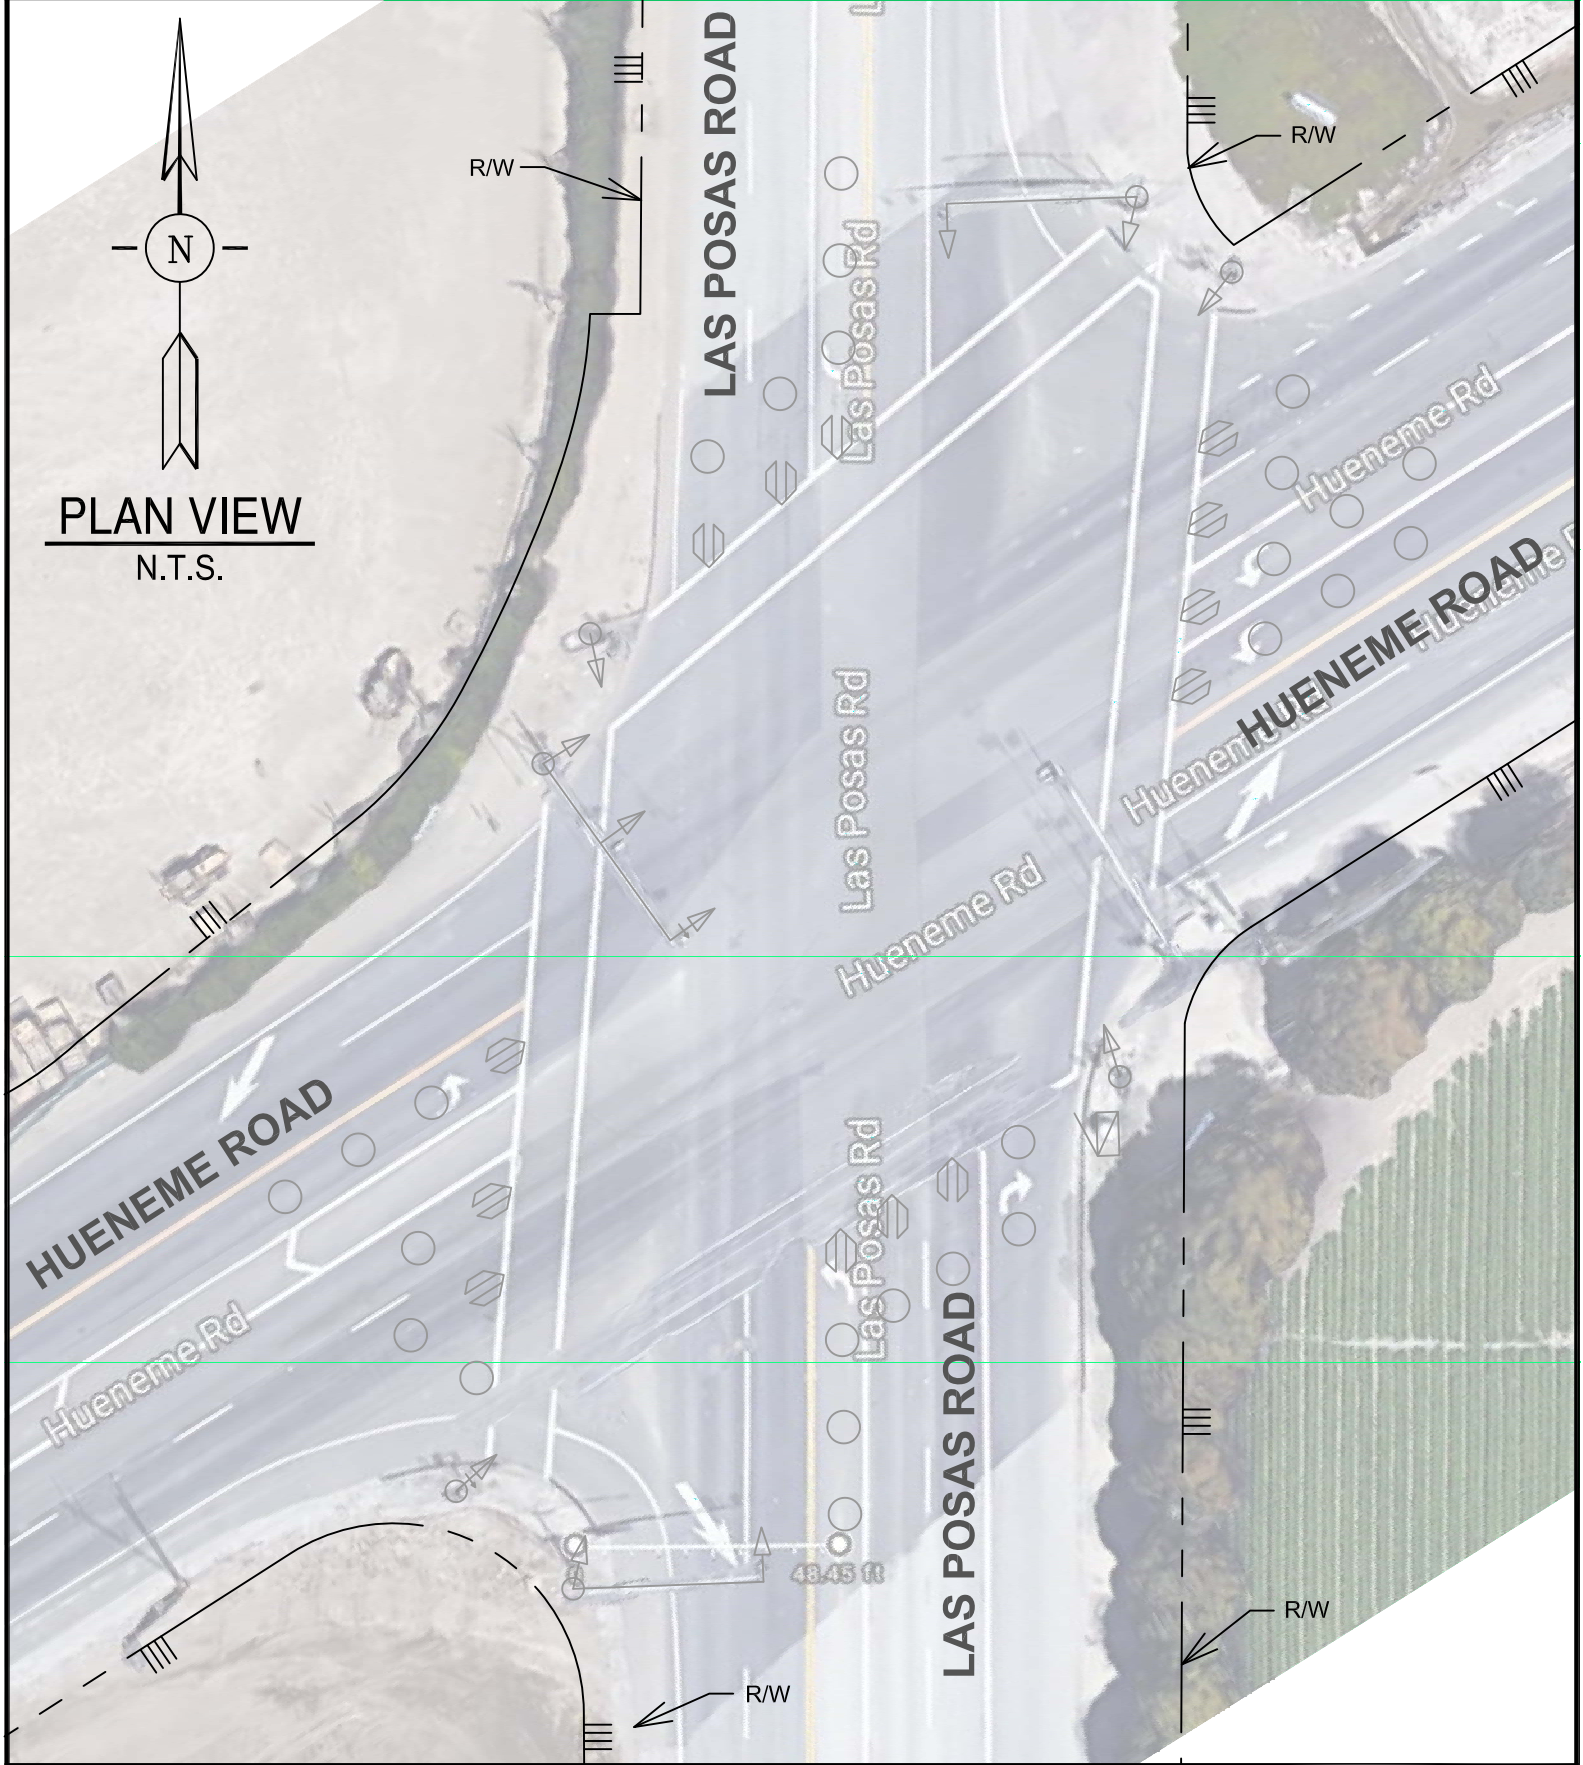 LAS POSAS ROAD
R/W
R/W
N
Las Posas Rd
PLAN VIEW
N.T.S.
Hueneme Rd
HUENEME ROAD
Hueneme Rd
Las Posas Rd
Hueneme Rd
HUENEME ROAD
Las Posas Rd
Hueneme Rd
LAS POSAS ROAD
48.45 ft
R/W
R/W